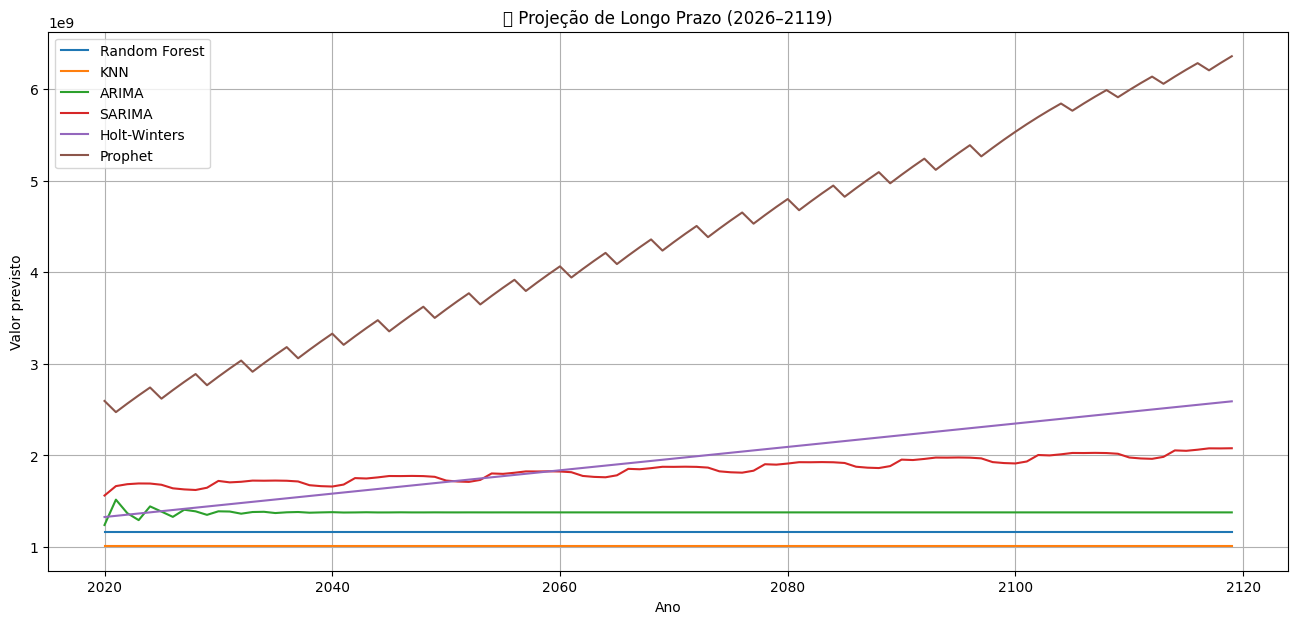 ▯ Projeção de Longo Prazo (2026–2119)
1e9
Random Forest
KNN
ARIMA
SARIMA
Holt-Winters
Prophet
6
5
4
3
2
1
Valor previsto
2020 2040 2060 2080 2100 2120
Ano